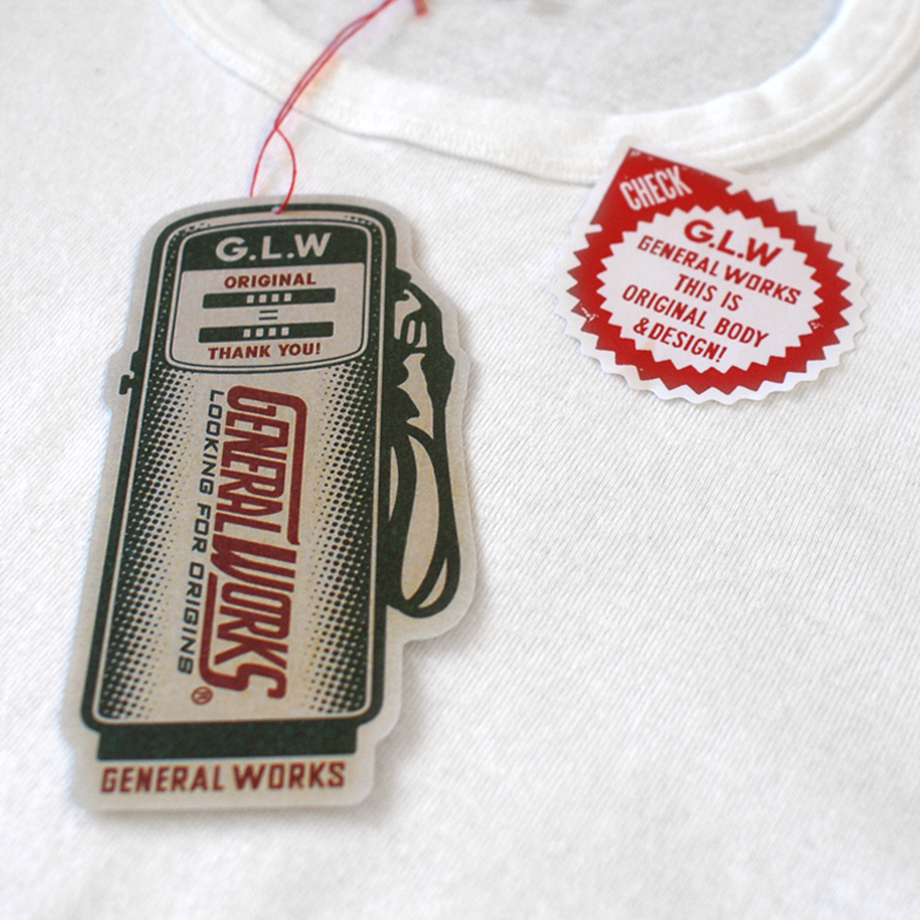 G.L.W
ORIGINAL
THANK YOU!
GENERAL WORKS
LOOKING FOR ORIGINS
®
GENERAL WORKS
CHECK
G.L.W
GENERAL WORKS
THIS IS
ORIGINAL BODY
&DESIGN!